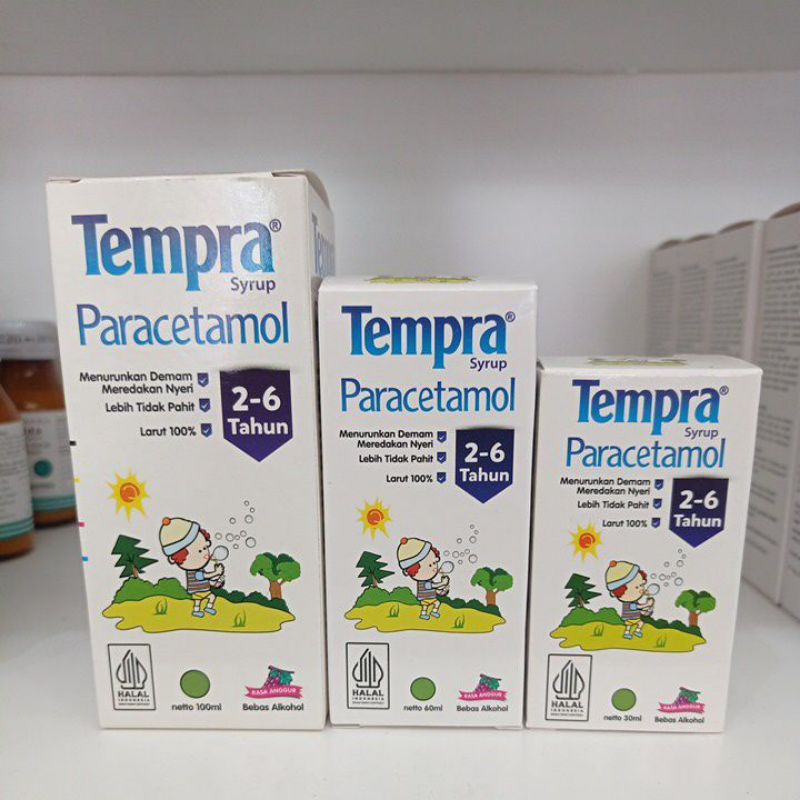 Tempra®
Syrup
Paracetamol
Menurunkan Demam
Meredakan Nyeri
Lebih Tidak Pahit
Larut 100%
2-6
Tahun
HALAL
INDONESIA
netto 100ml
RASA ANGGUR
Bebas Alkohol
Tempra®
Syrup
Paracetamol
Menurunkan Demam
Meredakan Nyeri
Lebih Tidak Pahit
Larut 100%
2-6
Tahun
HALAL
INDONESIA
netto 60ml
RASA ANGGUR
Bebas Alkohol
Tempra®
Syrup
Paracetamol
Menurunkan Demam
Meredakan Nyeri
Lebih Tidak Pahit
Larut 100%
2-6
Tahun
HALAL
INDONESIA
netto 30ml
RASA ANGGUR
Bebas Alkohol